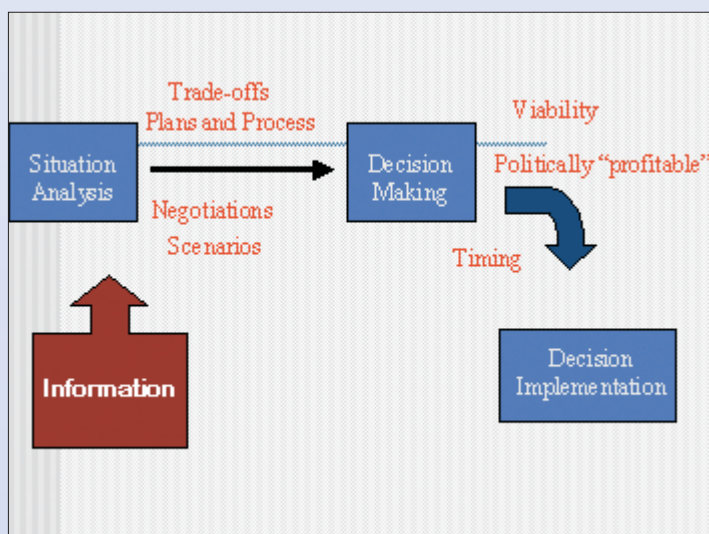 Trade-offs
Plans and Process
Viability
Situation
Analysis
Decision
Making
Politically “profitable”
Negotiations
Scenarios
Timing
Information
Decision
Implementation